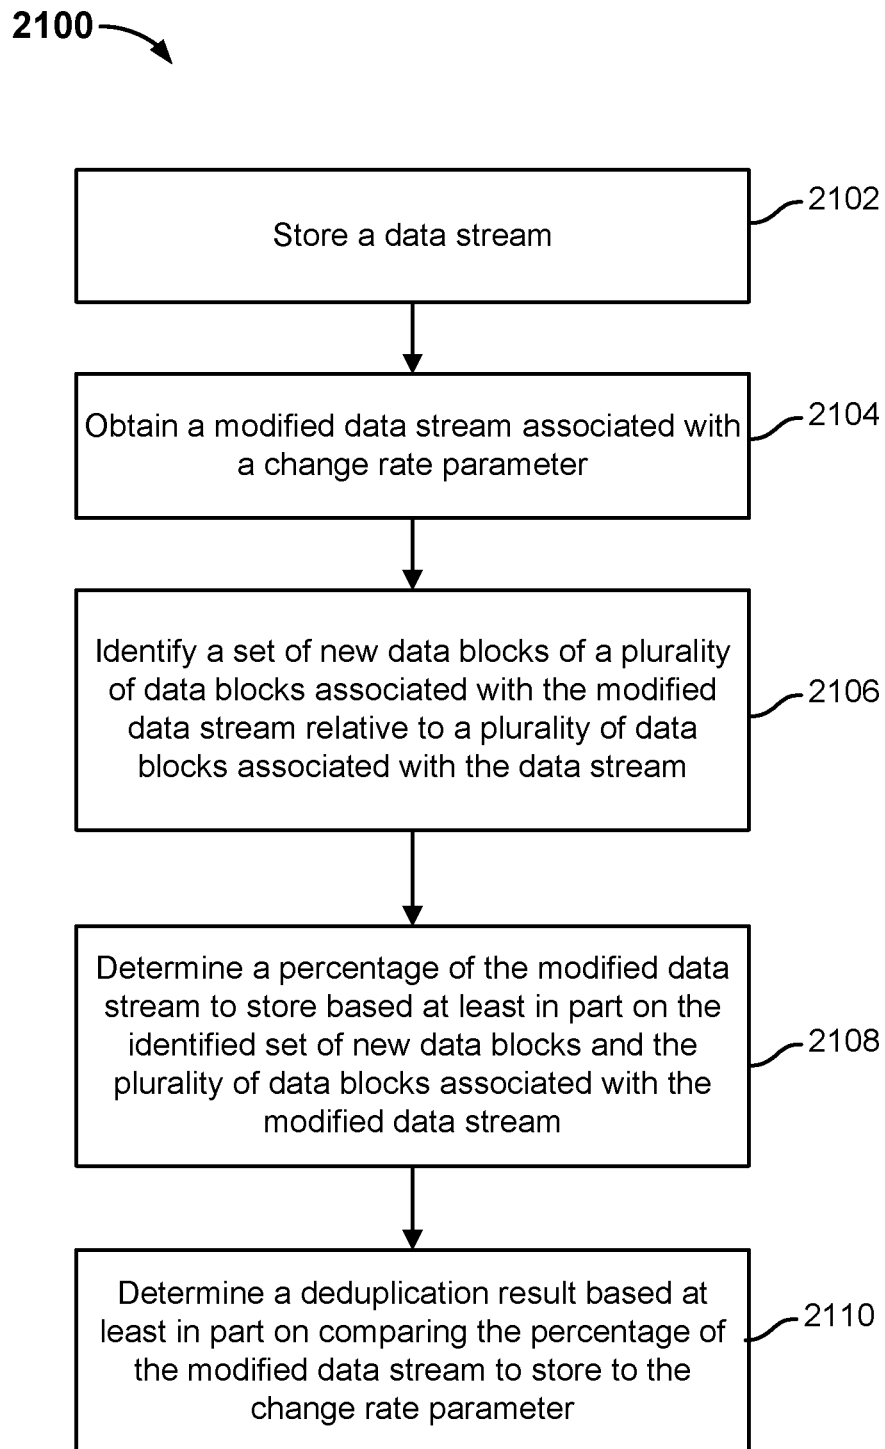 2100
Store a data stream
2102
Obtain a modified data stream associated with
a change rate parameter
2104
Identify a set of new data blocks of a plurality
of data blocks associated with the modified
data stream relative to a plurality of data
blocks associated with the data stream
2106
Determine a percentage of the modified data
stream to store based at least in part on the
identified set of new data blocks and the
plurality of data blocks associated with the
modified data stream
2108
Determine a deduplication result based at
least in part on comparing the percentage of
the modified data stream to store to the
change rate parameter
2110